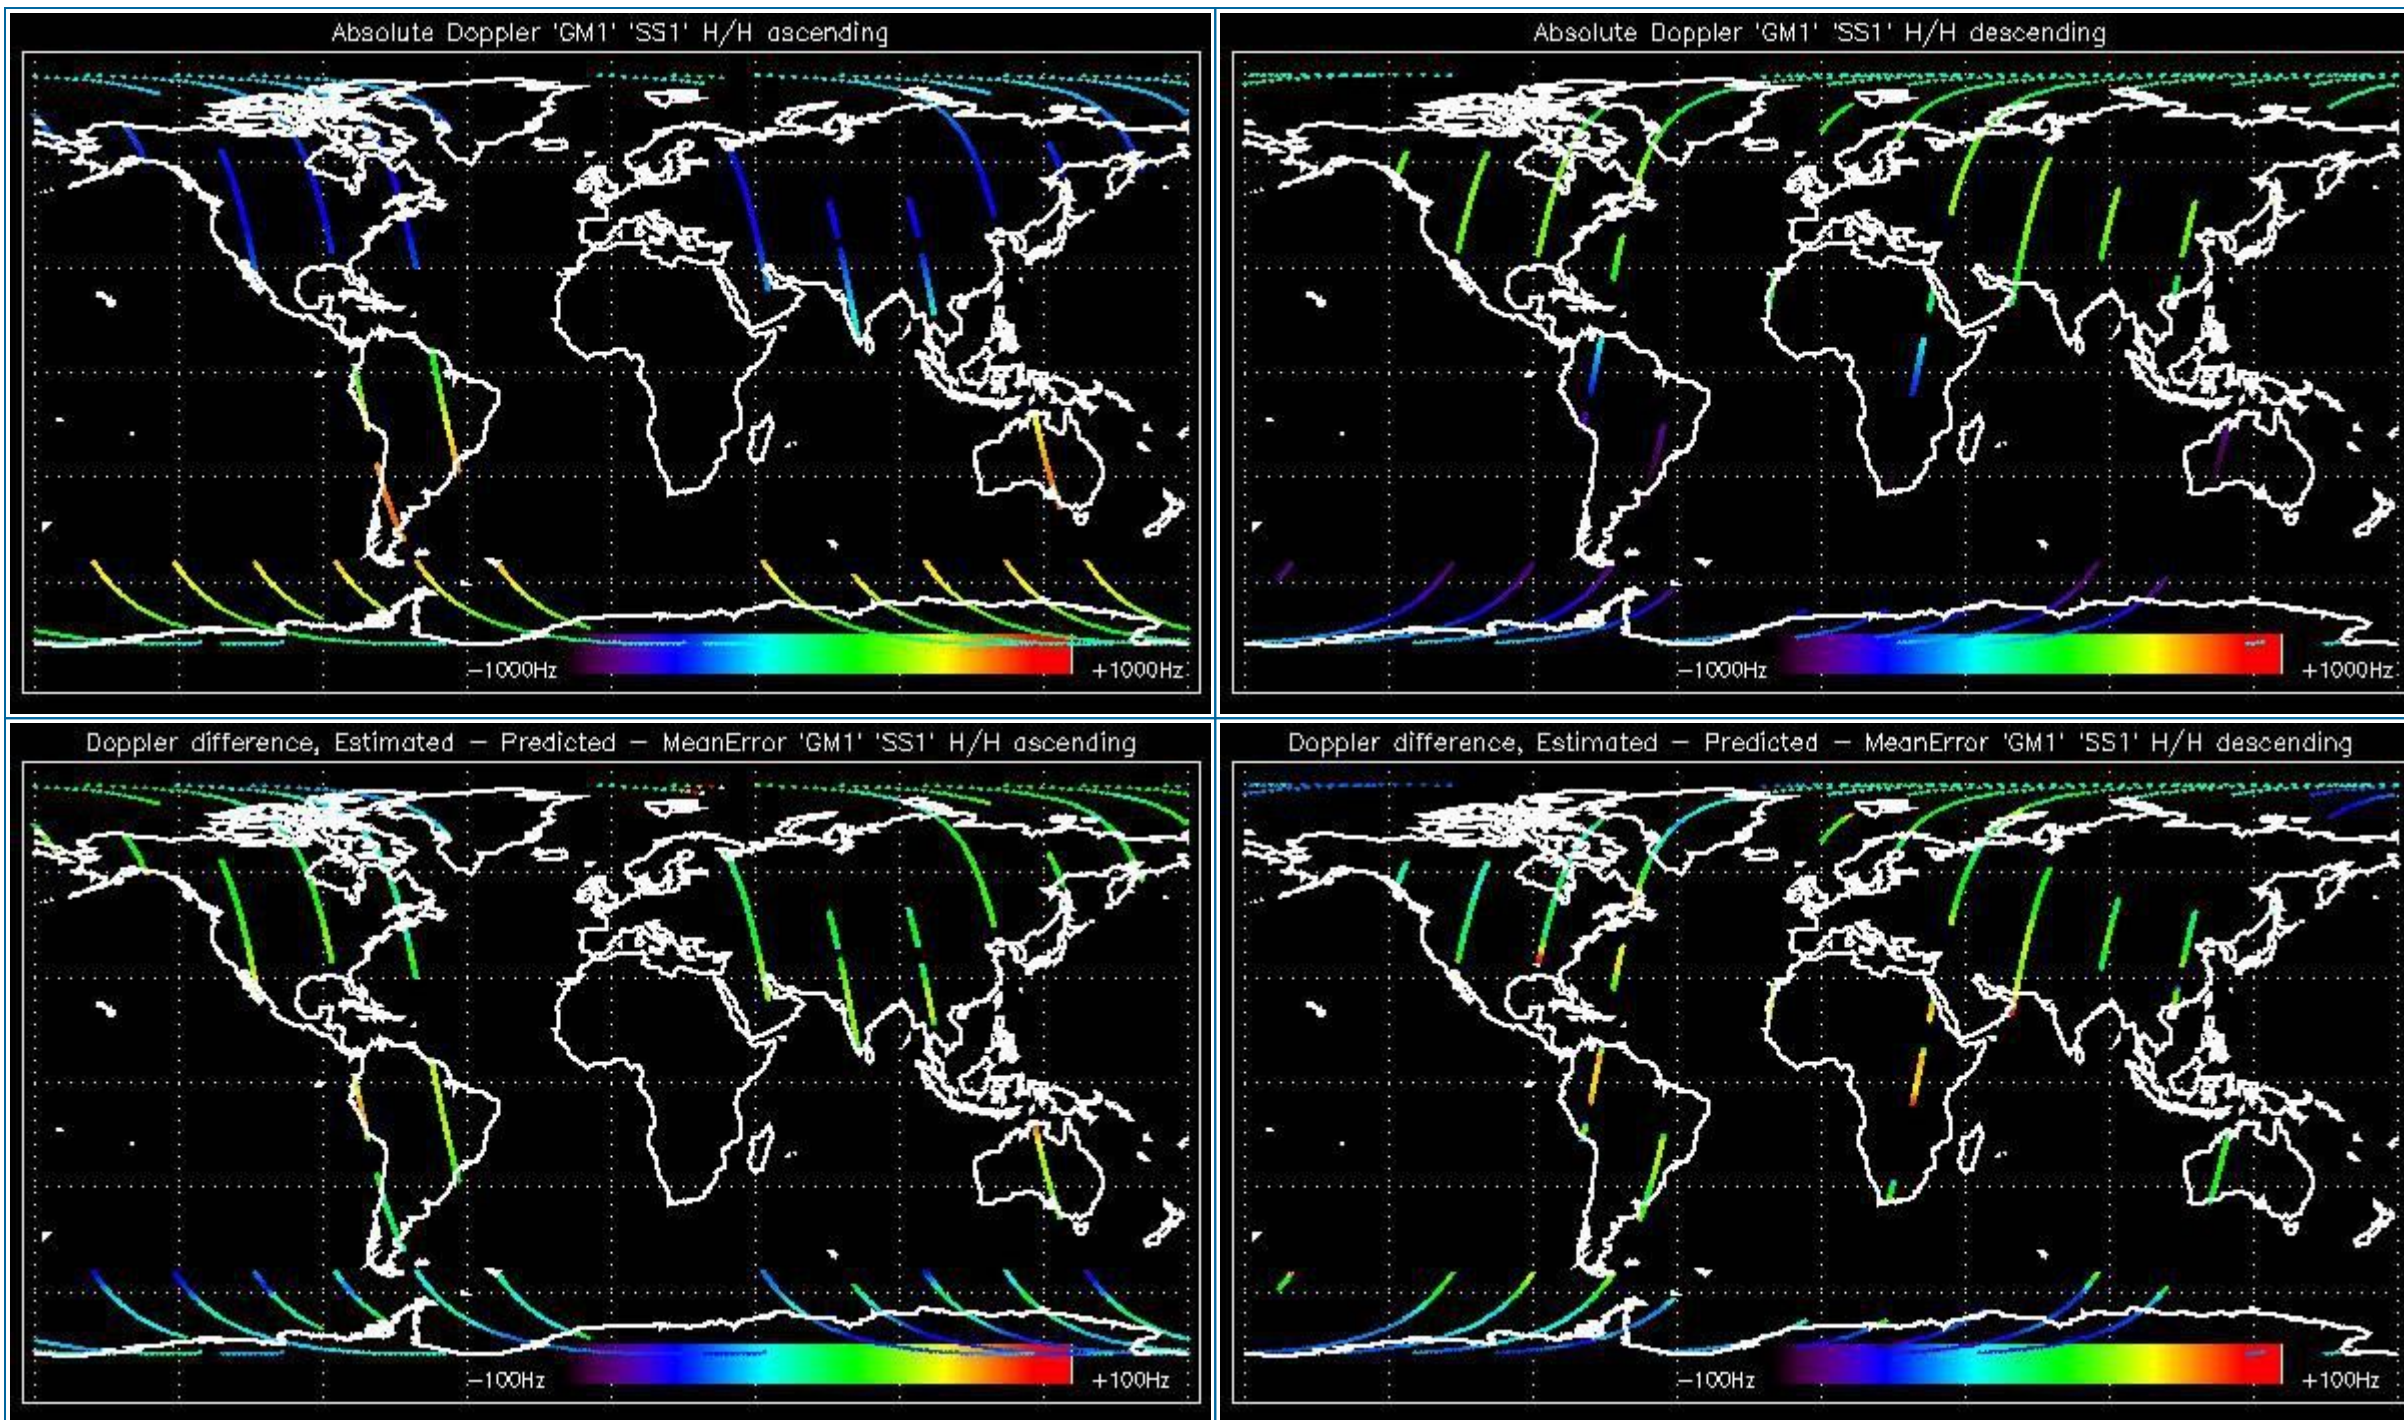 Absolute Doppler 'GM1' 'SS1' H/H ascending
-1000Hz
+1000Hz
Absolute Doppler 'GM1' 'SS1' H/H descending
-1000Hz
+1000Hz
Doppler difference, Estimated - Predicted - MeanError 'GM1' 'SS1' H/H ascending
-100Hz
+100Hz
Doppler difference, Estimated - Predicted - MeanError 'GM1' 'SS1' H/H descending
-100Hz
+100Hz